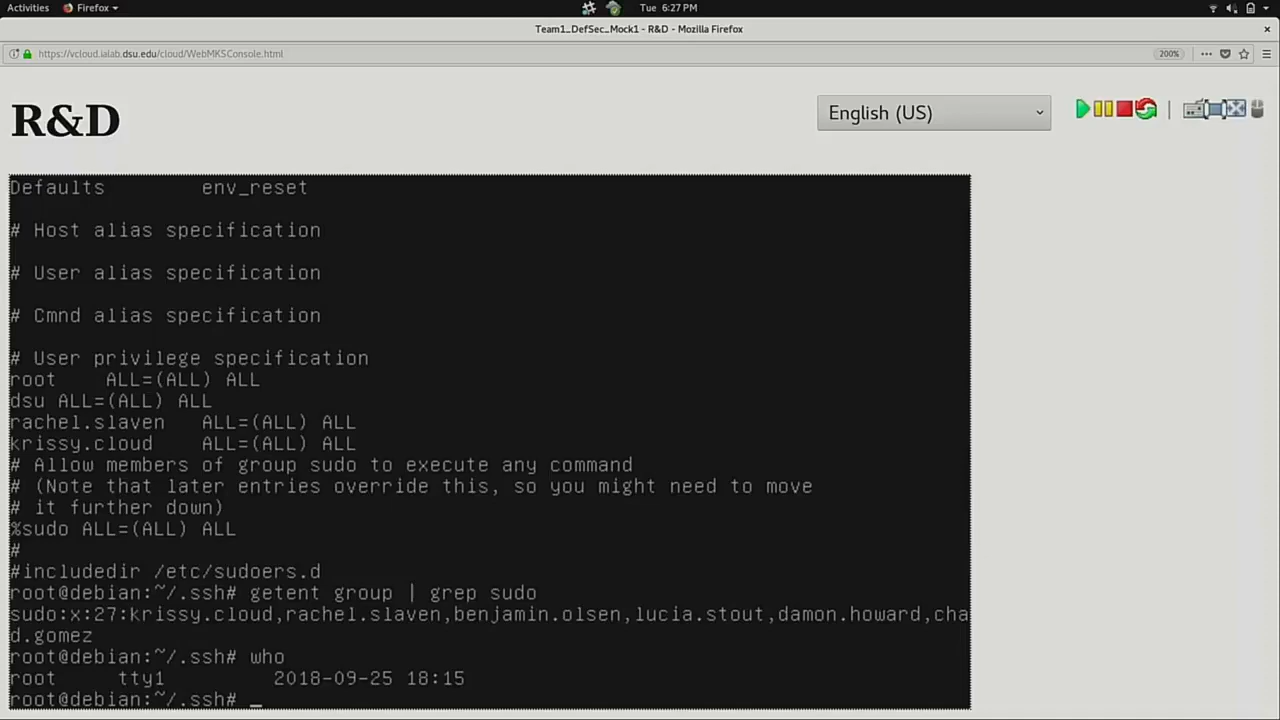 Activities Firefox Tue 6:27 PM
Team1_DefSec_Mock1 - R&D - Mozilla Firefox
https://vcloud.ialab.dsu.edu/cloud/WebMKSConsole.html 200%
R&D
English (US)
Defaults env_reset
# Host alias specification
# User alias specification
# Cmnd alias specification
# User privilege specification
root ALL=(ALL) ALL
dsu ALL=(ALL) ALL
rachel.slaven ALL=(ALL) ALL
krissy.cloud ALL=(ALL) ALL
# Allow members of group sudo to execute any command
# (Note that later entries override this, so you might need to move
# it further down)
%sudo ALL=(ALL) ALL
#
#includedir /etc/sudoers.d
root@debian:~/.ssh# getent group | grep sudo
sudo:x:27:krissy.cloud,rachel.slaven,benjamin.olsen,lucia.stout,damon.howard,cha
d.gomez
root@debian:~/.ssh# who
root tty1 2018-09-25 18:15
root@debian:~/.ssh# _